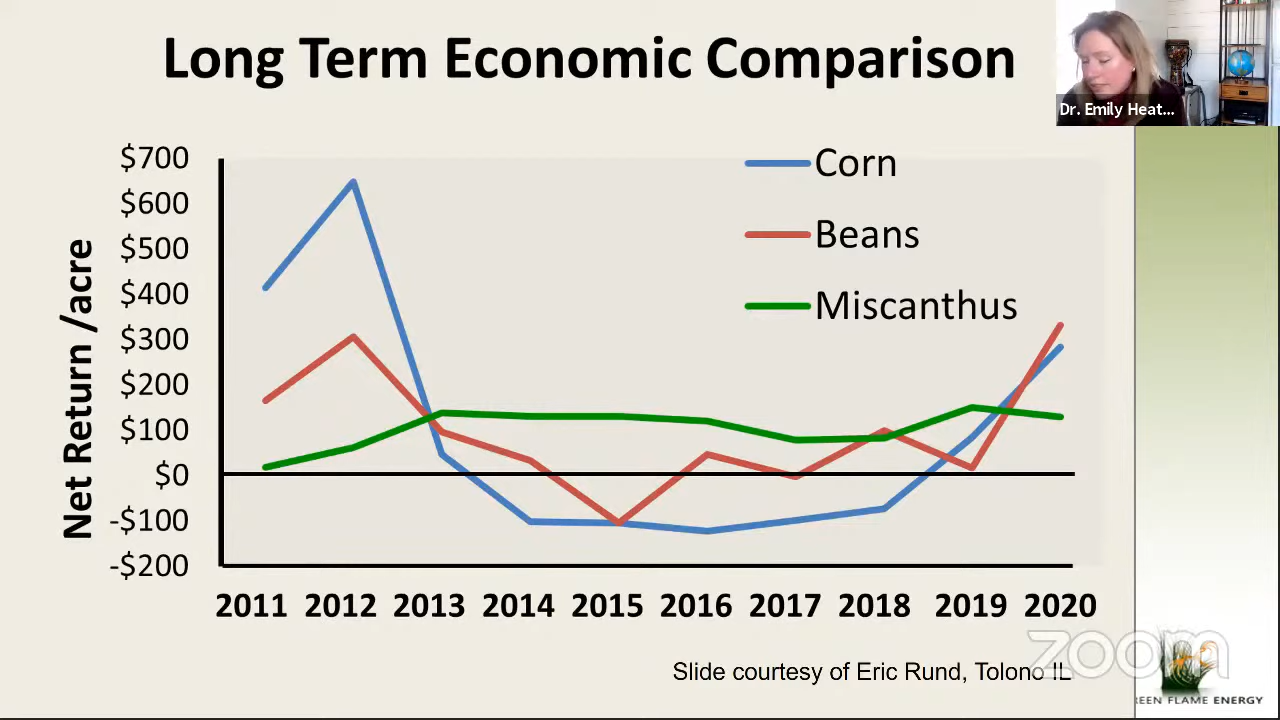 Long Term Economic Comparison
Dr. Emily Heat...
$700
$600
$500
$400
$300
$200
$100
$0
-$100
-$200
Net Return /acre
Corn
Beans
Miscanthus
2011 2012 2013 2014 2015 2016 2017 2018 2019 2020
zoom
Slide courtesy of Eric Rund, Tolono IL
REEN FLAME ENERGY